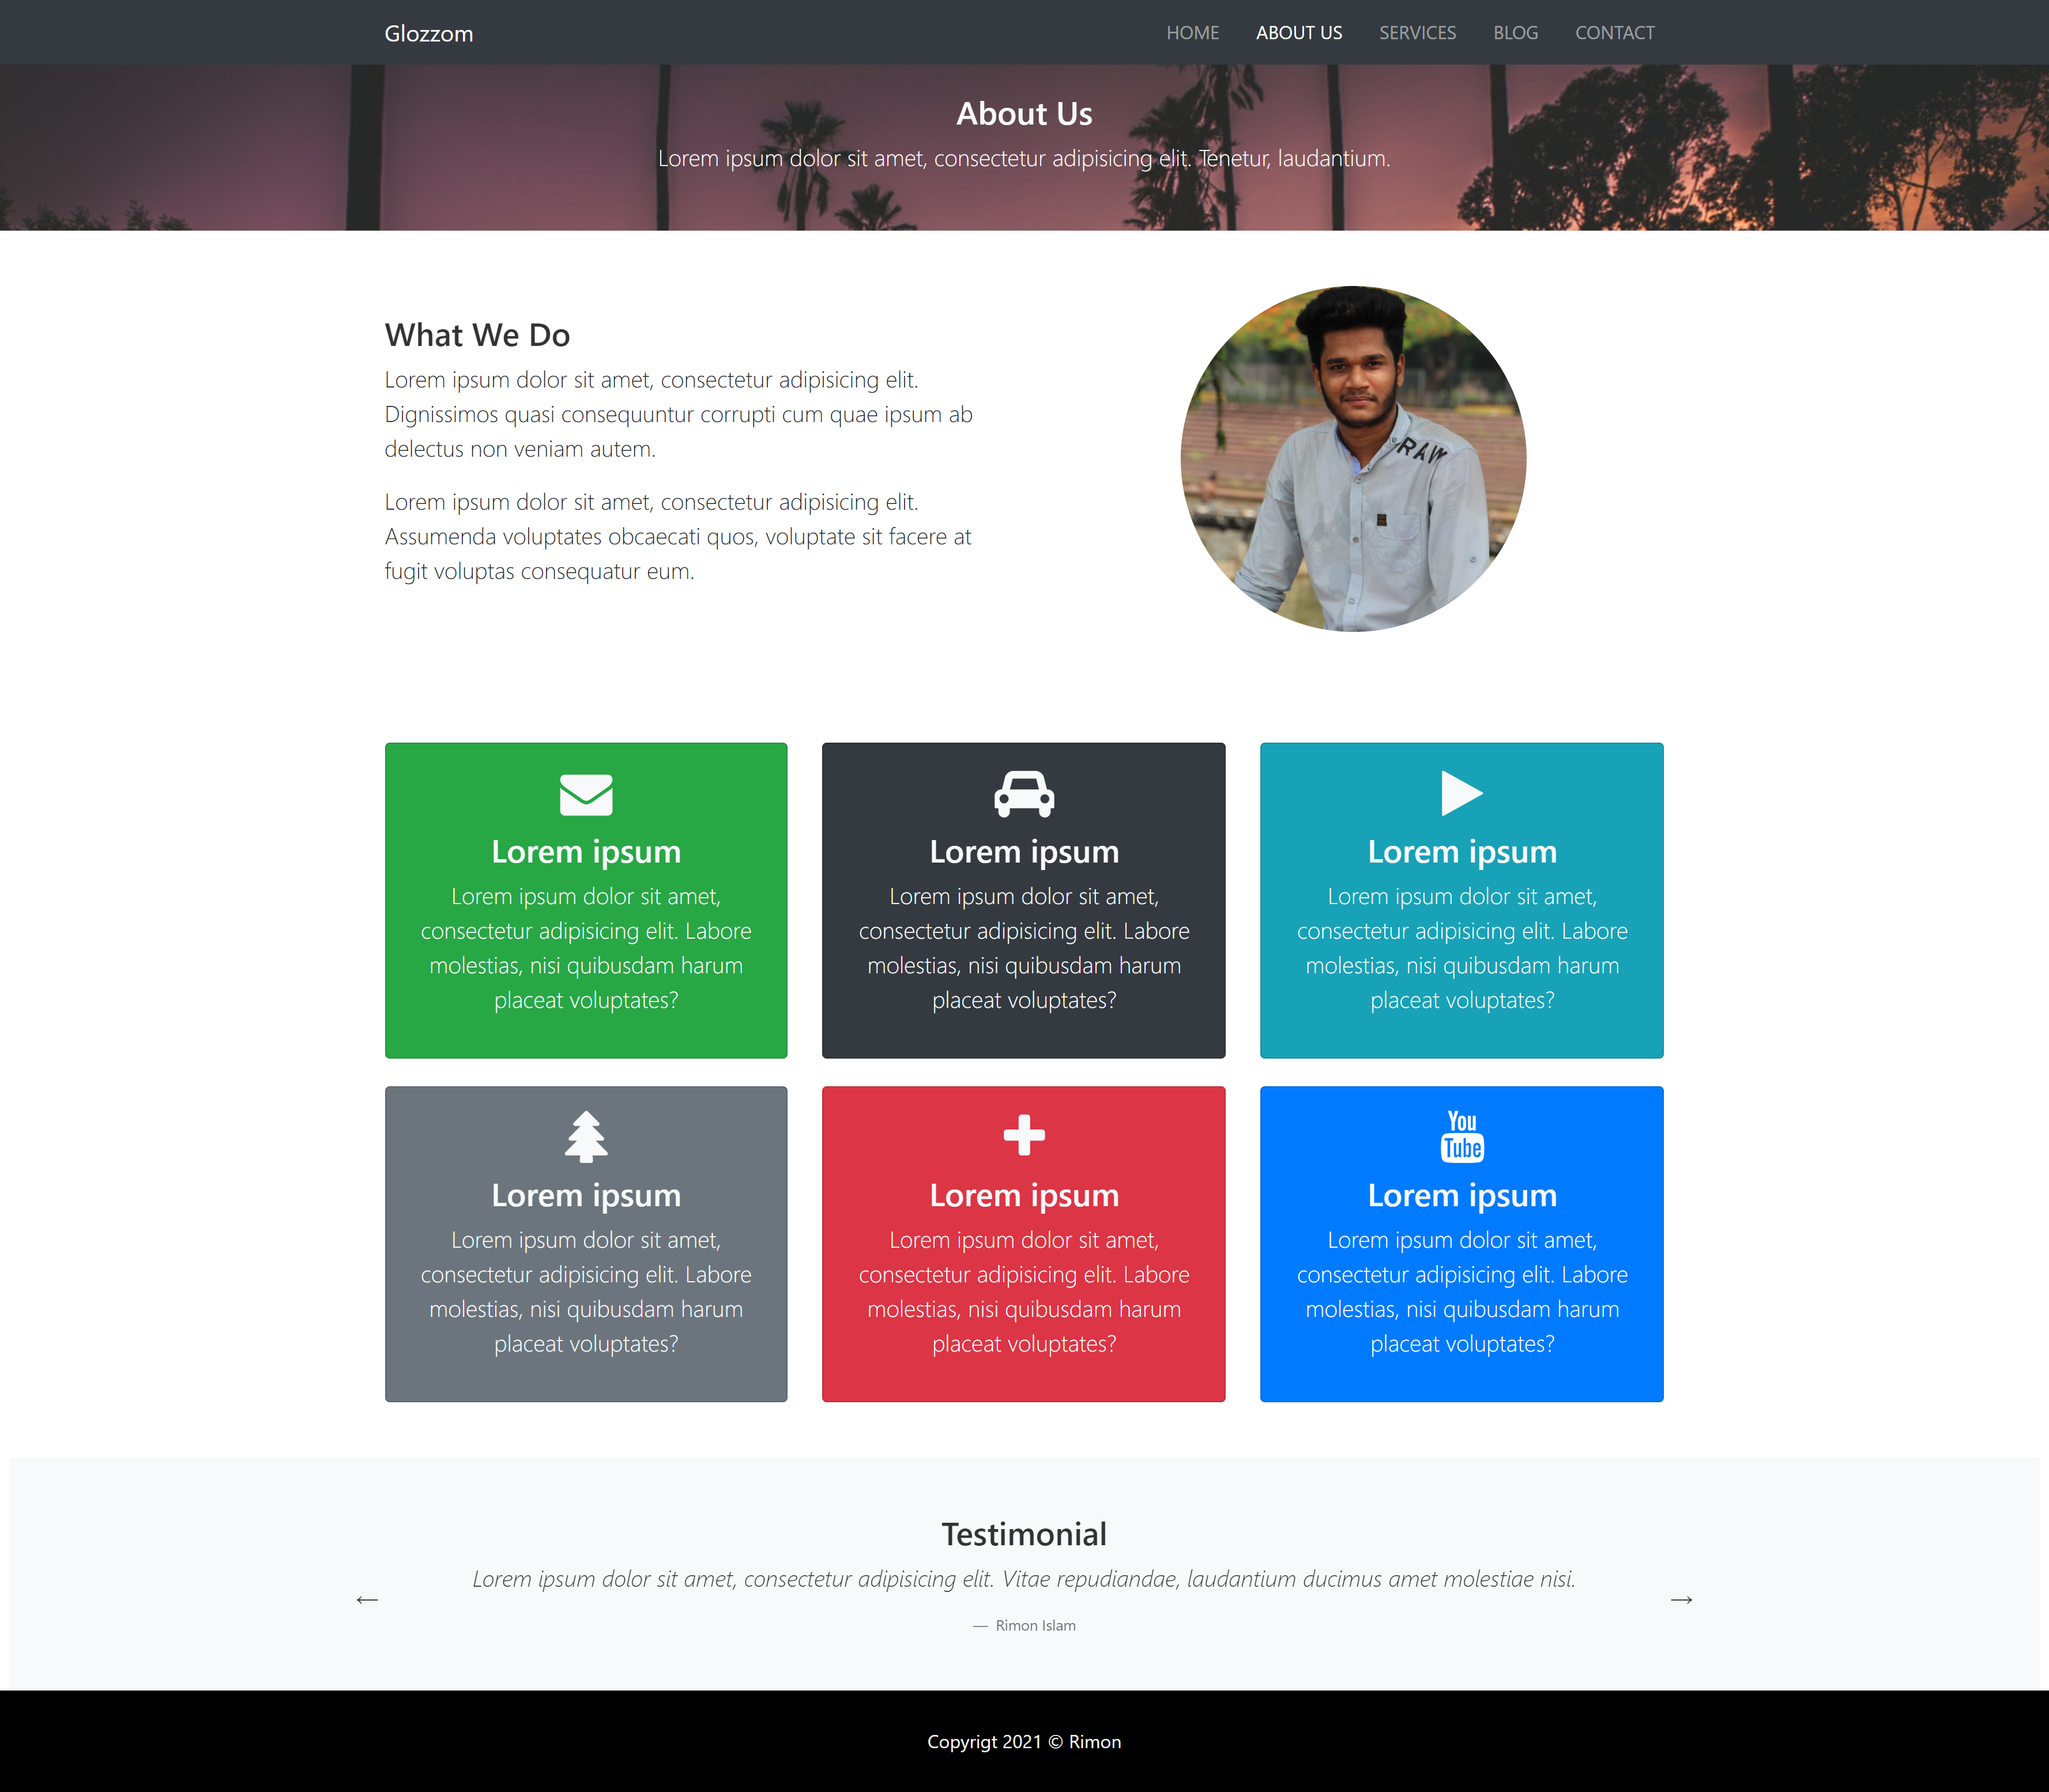 Glozzom
HOME ABOUT US SERVICES BLOG CONTACT
About Us
Lorem ipsum dolor sit amet, consectetur adipisicing elit. Tenetur, laudantium.
What We Do
Lorem ipsum dolor sit amet, consectetur adipisicing elit.
Dignissimos quasi consequuntur corrupti cum quae ipsum ab
delectus non veniam autem.
Lorem ipsum dolor sit amet, consectetur adipisicing elit.
Assumenda voluptates obcaecati quos, voluptate sit facere at
fugit voluptas consequatur eum.
RAW
Lorem ipsum
Lorem ipsum dolor sit amet,
consectetur adipisicing elit. Labore
molestias, nisi quibusdam harum
placeat voluptates?
Lorem ipsum
Lorem ipsum dolor sit amet,
consectetur adipisicing elit. Labore
molestias, nisi quibusdam harum
placeat voluptates?
Lorem ipsum
Lorem ipsum dolor sit amet,
consectetur adipisicing elit. Labore
molestias, nisi quibusdam harum
placeat voluptates?
Lorem ipsum
Lorem ipsum dolor sit amet,
consectetur adipisicing elit. Labore
molestias, nisi quibusdam harum
placeat voluptates?
Lorem ipsum
Lorem ipsum dolor sit amet,
consectetur adipisicing elit. Labore
molestias, nisi quibusdam harum
placeat voluptates?
You
Tube
Lorem ipsum
Lorem ipsum dolor sit amet,
consectetur adipisicing elit. Labore
molestias, nisi quibusdam harum
placeat voluptates?
Testimonial
Lorem ipsum dolor sit amet, consectetur adipisicing elit. Vitae repudiandae, laudantium ducimus amet molestiae nisi.
— Rimon Islam
Copyrigt 2021 © Rimon